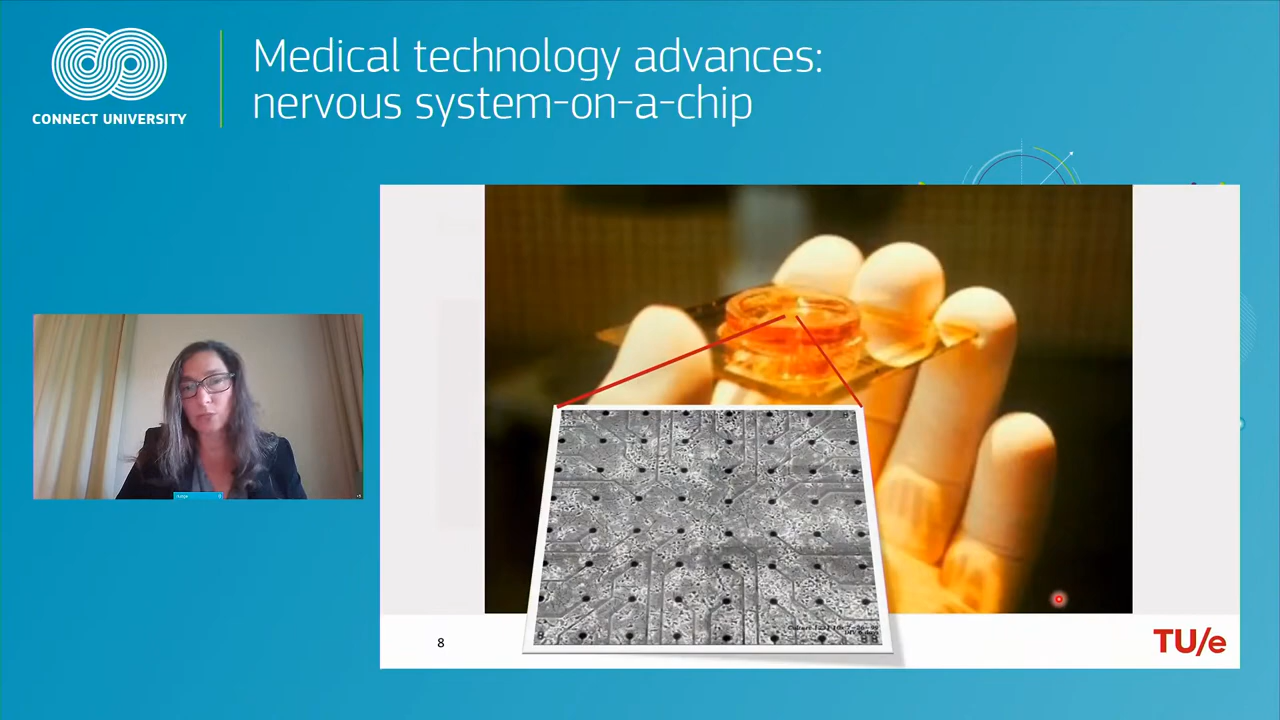 Medical technology advances:
nervous system-on-a-chip
CONNECT UNIVERSITY
8
TU/e